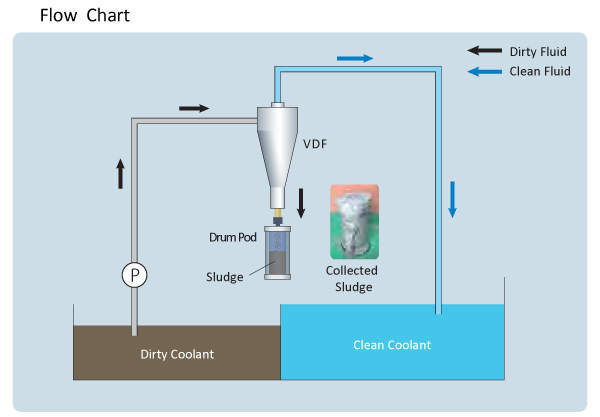 Flow Chart
Dirty Fluid
Clean Fluid
VDF
Drum Pod
Sludge
Collected
Sludge
P
Dirty Coolant
Clean Coolant